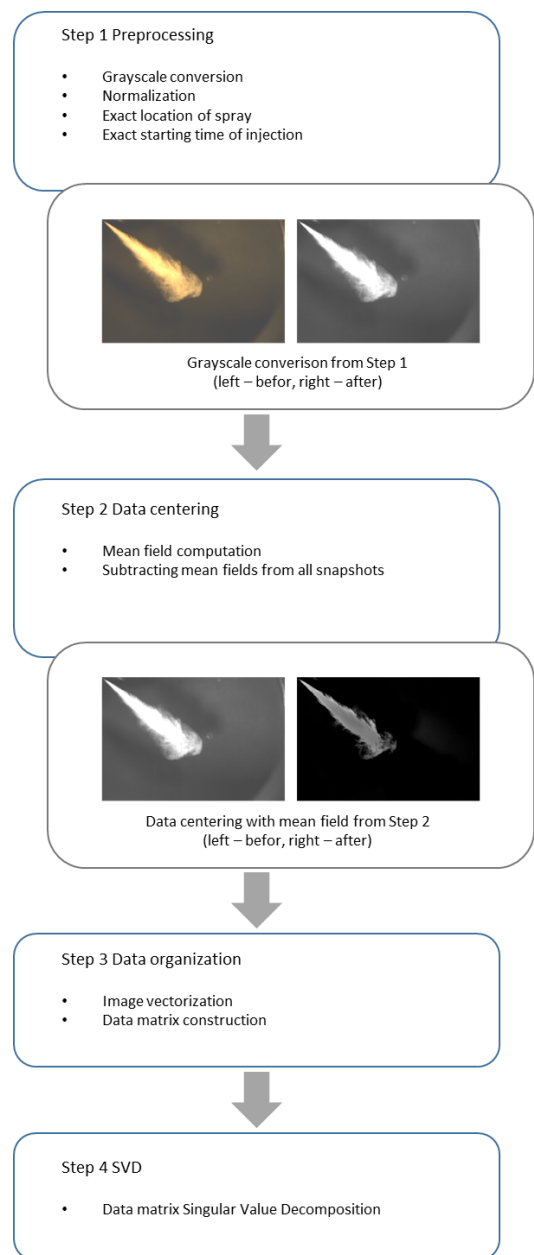 Step 1 Preprocessing
• Grayscale conversion
• Normalization
• Exact location of spray
• Exact starting time of injection
Grayscale converison from Step 1
(left – befor, right – after)
Step 2 Data centering
• Mean field computation
• Subtracting mean fields from all snapshots
Data centering with mean field from Step 2
(left – befor, right – after)
Step 3 Data organization
• Image vectorization
• Data matrix construction
Step 4 SVD
• Data matrix Singular Value Decomposition